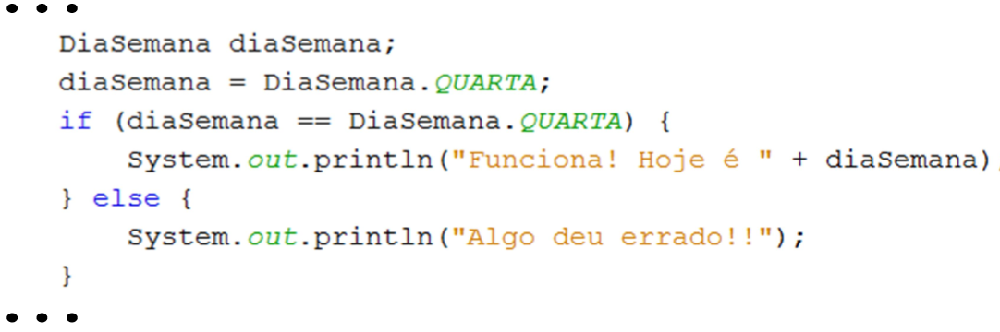 • • •
DiaSemana diaSemana;
diaSemana = DiaSemana.QUARTA;
if (diaSemana == DiaSemana.QUARTA) {
    System.out.println("Funciona! Hoje é " + diaSemana)
} else {
    System.out.println("Algo deu errado!!");
}
• • •